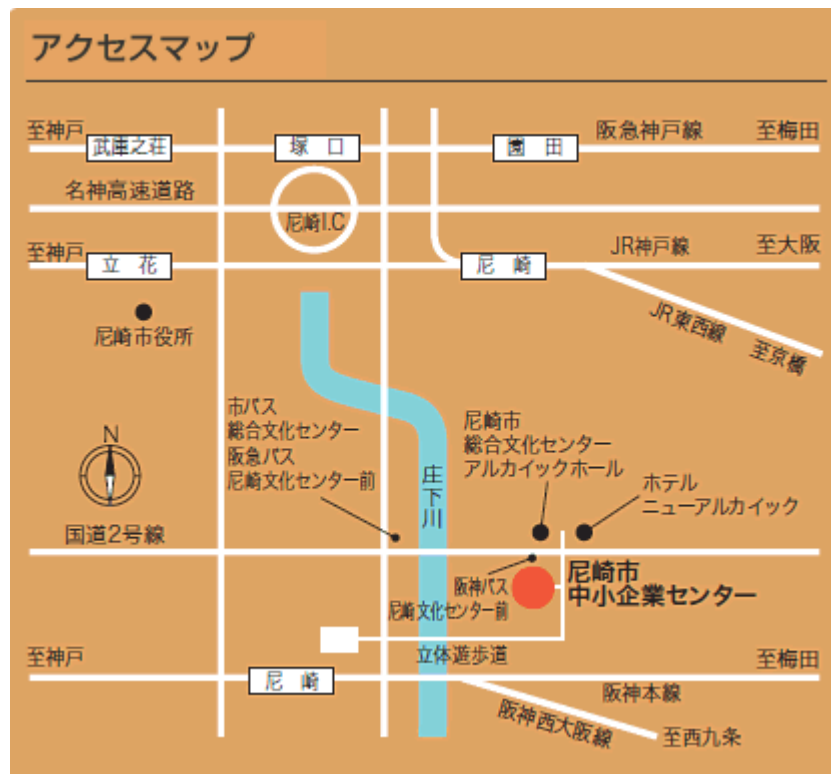 アクセスマップ
至神戸
武庫之荘
塚口
園田
阪急神戸線
至梅田
名神高速道路
尼崎I.C
至神戸
立花
尼崎
JR神戸線
至大阪
JR東西線
至京橋
尼崎市役所
市バス
総合文化センター
阪急バス
尼崎文化センター前
尼崎市
総合文化センター
アルカイックホール
ホテル
ニューアルカイック
N
庄下川
国道2号線
阪神バス
尼崎文化センター前
尼崎市
中小企業センター
立体遊歩道
至神戸
尼崎
至梅田
阪神本線
阪神西大阪線
至西九条